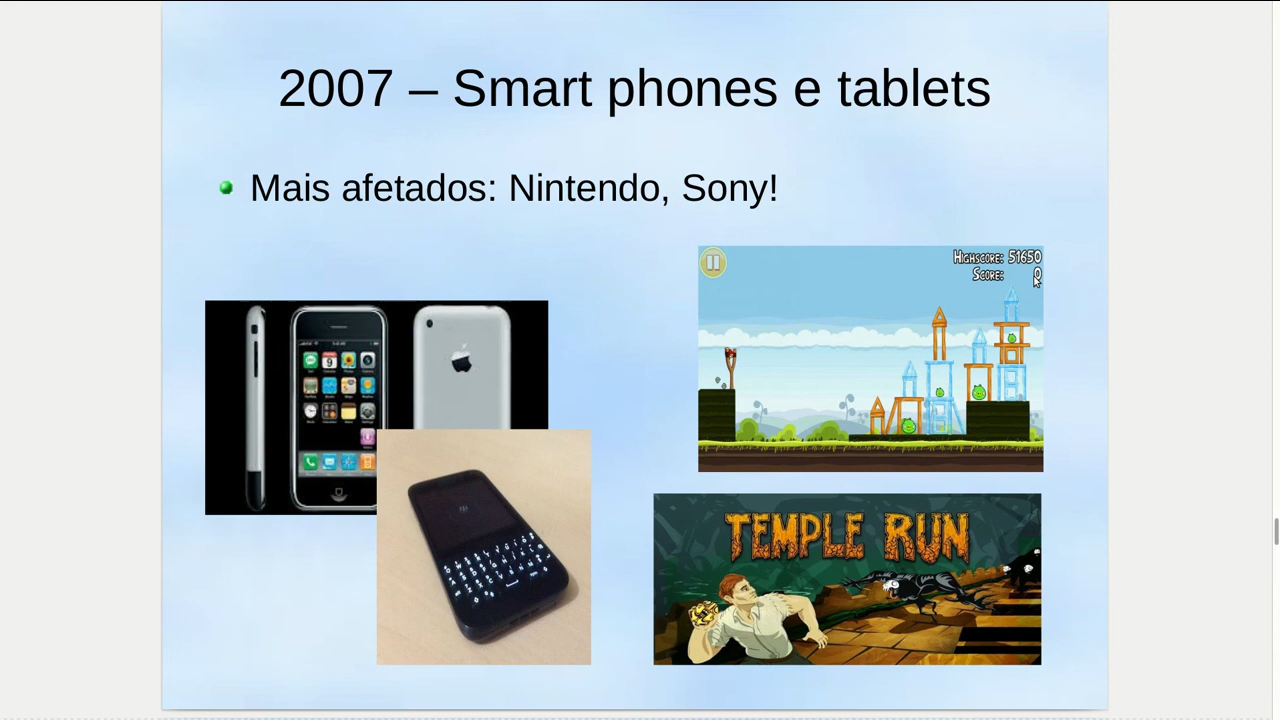 2007 – Smart phones e tablets
Mais afetados: Nintendo, Sony!
HIGHSCORE: 51650
SCORE: 0
TEMPLE RUN